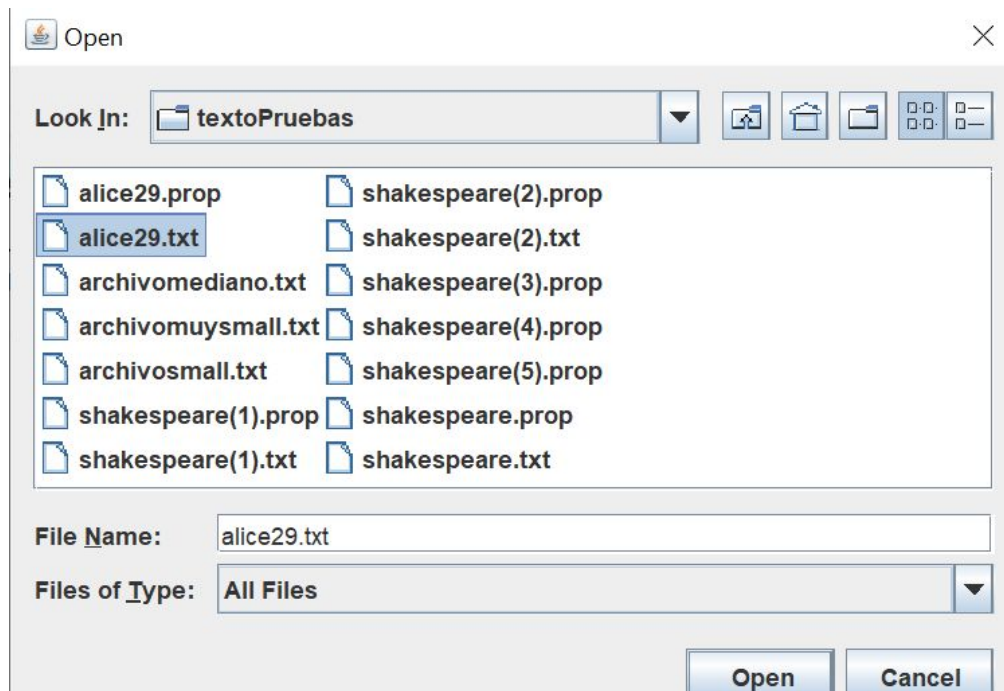 Open
Look In: textoPruebas
alice29.prop
alice29.txt
archivomediano.txt
archivomuysmall.txt
archivosmall.txt
shakespeare(1).prop
shakespeare(1).txt
shakespeare(2).prop
shakespeare(2).txt
shakespeare(3).prop
shakespeare(4).prop
shakespeare(5).prop
shakespeare.prop
shakespeare.txt
File Name: alice29.txt
Files of Type: All Files
Open Cancel